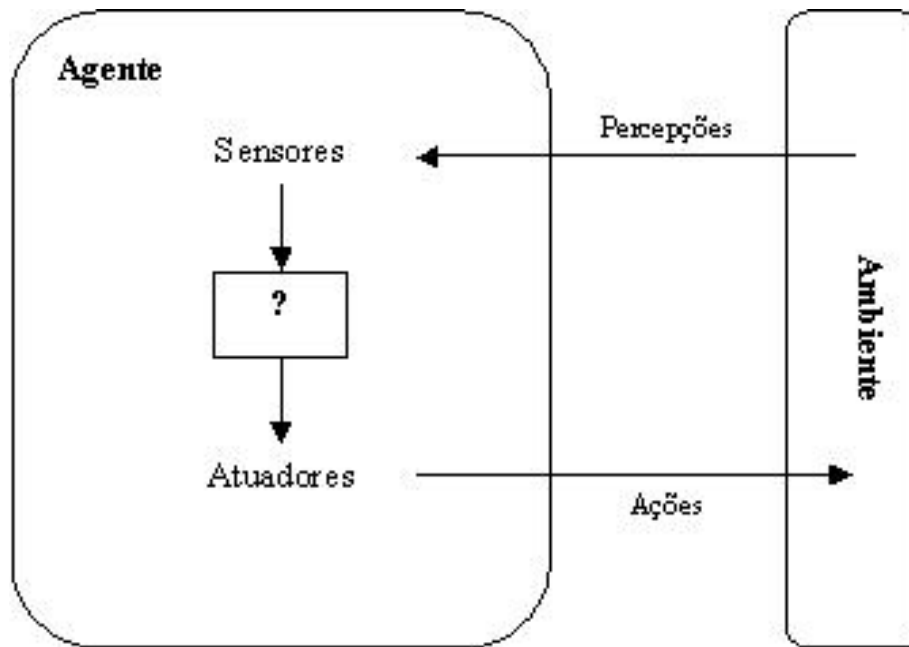 Agente
Percepções
Sensores
?
Ambiente
Atuadores
Ações